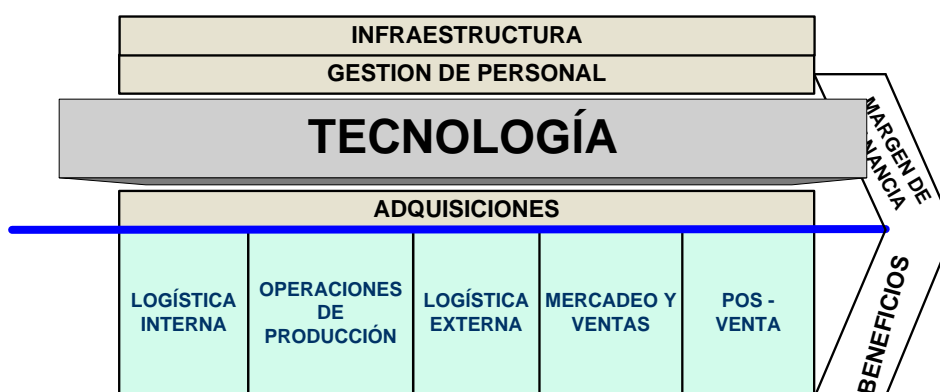 INFRAESTRUCTURA
GESTION DE PERSONAL
TECNOLOGÍA
MARGEN DE
ADQUISICIONES
LOGÍSTICA
INTERNA
OPERACIONES
DE
PRODUCCIÓN
LOGÍSTICA
EXTERNA
MERCADEO Y
VENTAS
POS -
VENTA
BENEFICIOS